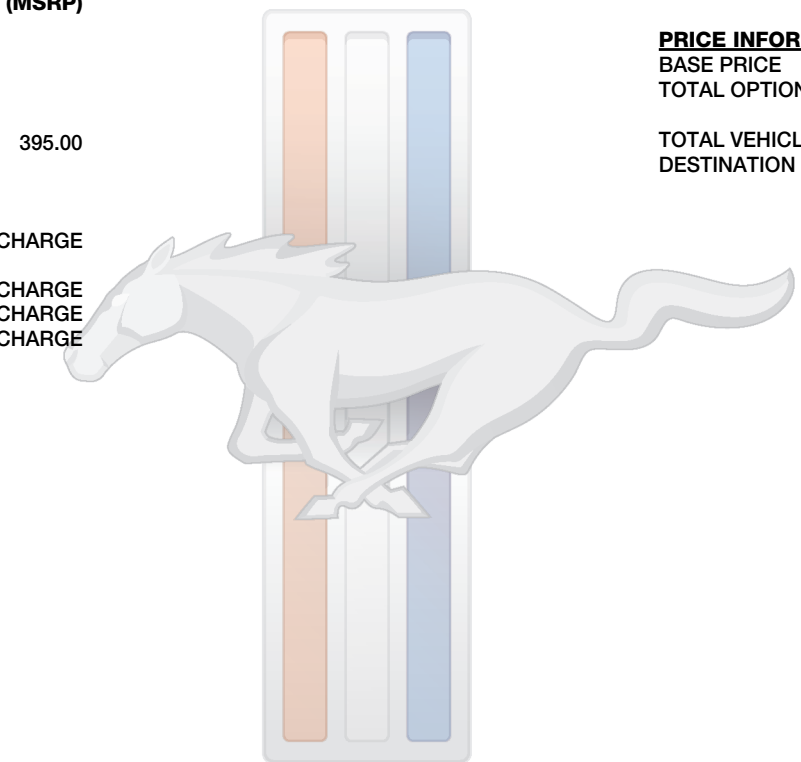 (MSRP)
395.00
CHARGE
CHARGE
CHARGE
CHARGE
PRICE INFOR
BASE PRICE
TOTAL OPTION
TOTAL VEHICL
DESTINATION